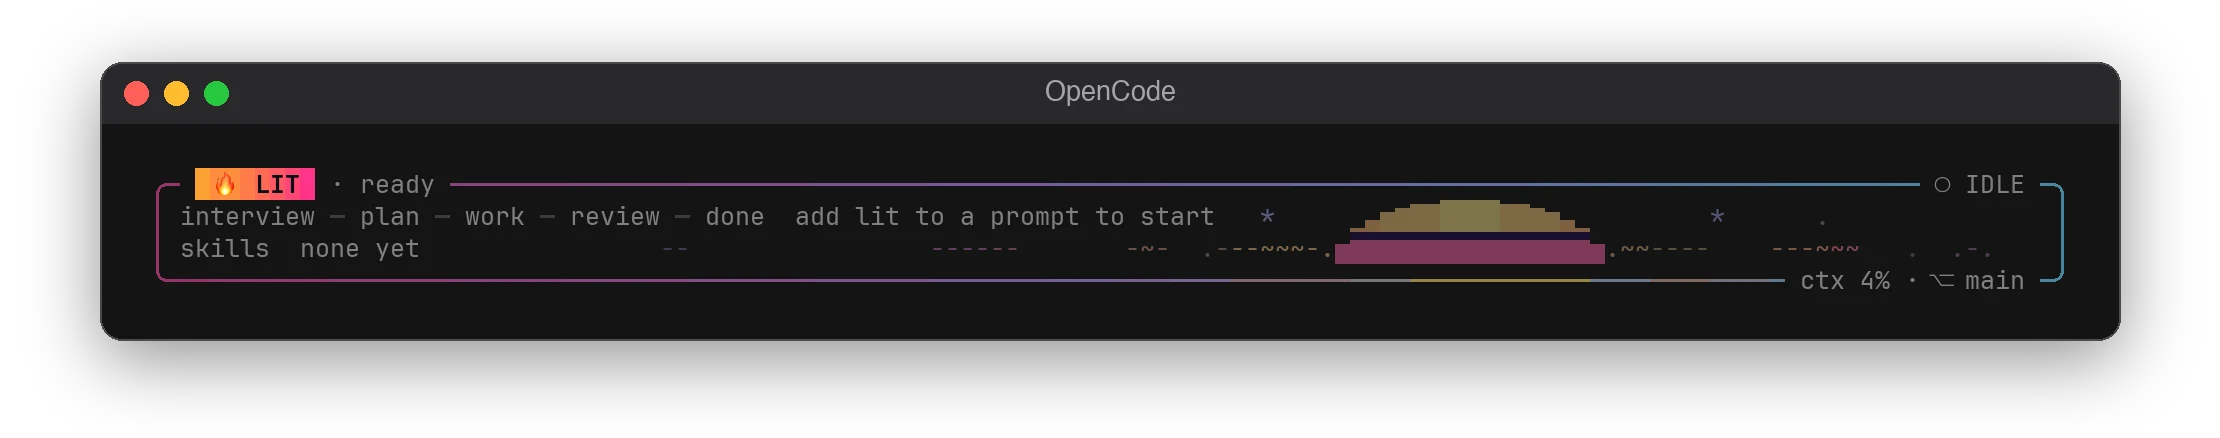 OpenCode
🔥 LIT · ready ○ IDLE
interview — plan — work — review — done add lit to a prompt to start
skills none yet
ctx 4% · ⌥ main